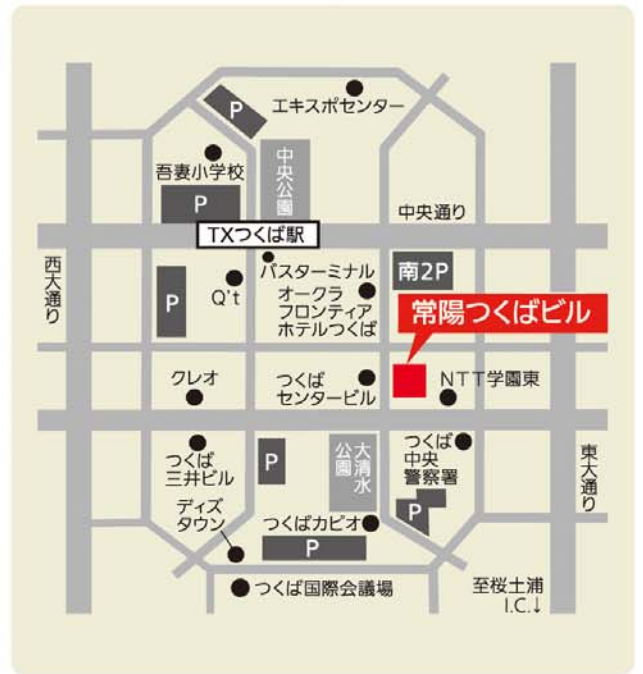 エキスポセンター
P
吾妻小学校
中央公園
P
中央通り
TXつくば駅
西大通り
バスターミナル
南2P
P
Q't
オークラ
フロンティア
ホテルつくば
常陽つくばビル
クレオ
つくば
センタービル
NTT学園東
つくば
三井ビル
P
大清水
公園
つくば
中央
警察署
東大通り
ディズ
タウン
つくばカピオ
P
P
つくば国際会議場
至桜土浦
I.C.↓